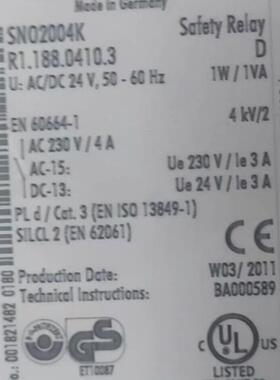 Made in Germany
SNO2004K Safety Relay
R1.188.0410.3 D
U: AC/DC 24 V, 50 - 60 Hz 1W / 1VA
EN 60664-1 4 kV/2
AC 230 V / 4 A
AC-15: Ue 230 V / Ie 3 A
DC-13: Ue 24 V / Ie 3 A
PL d / Cat. 3 (EN ISO 13849-1)
SILCL 2 (EN 62061)
CE
Production Date: W03/ 2011
Technical Instructions: BA000589
o.: 001821482 0180
GS
ET10087
C UL US
LISTED